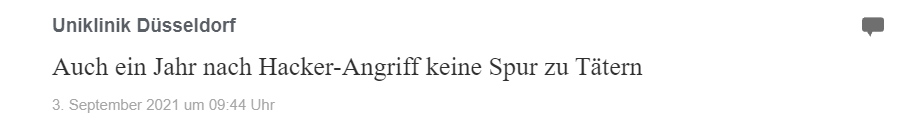 Uniklinik Düsseldorf
Auch ein Jahr nach Hacker-Angriff keine Spur zu Tätern
3. September 2021 um 09:44 Uhr